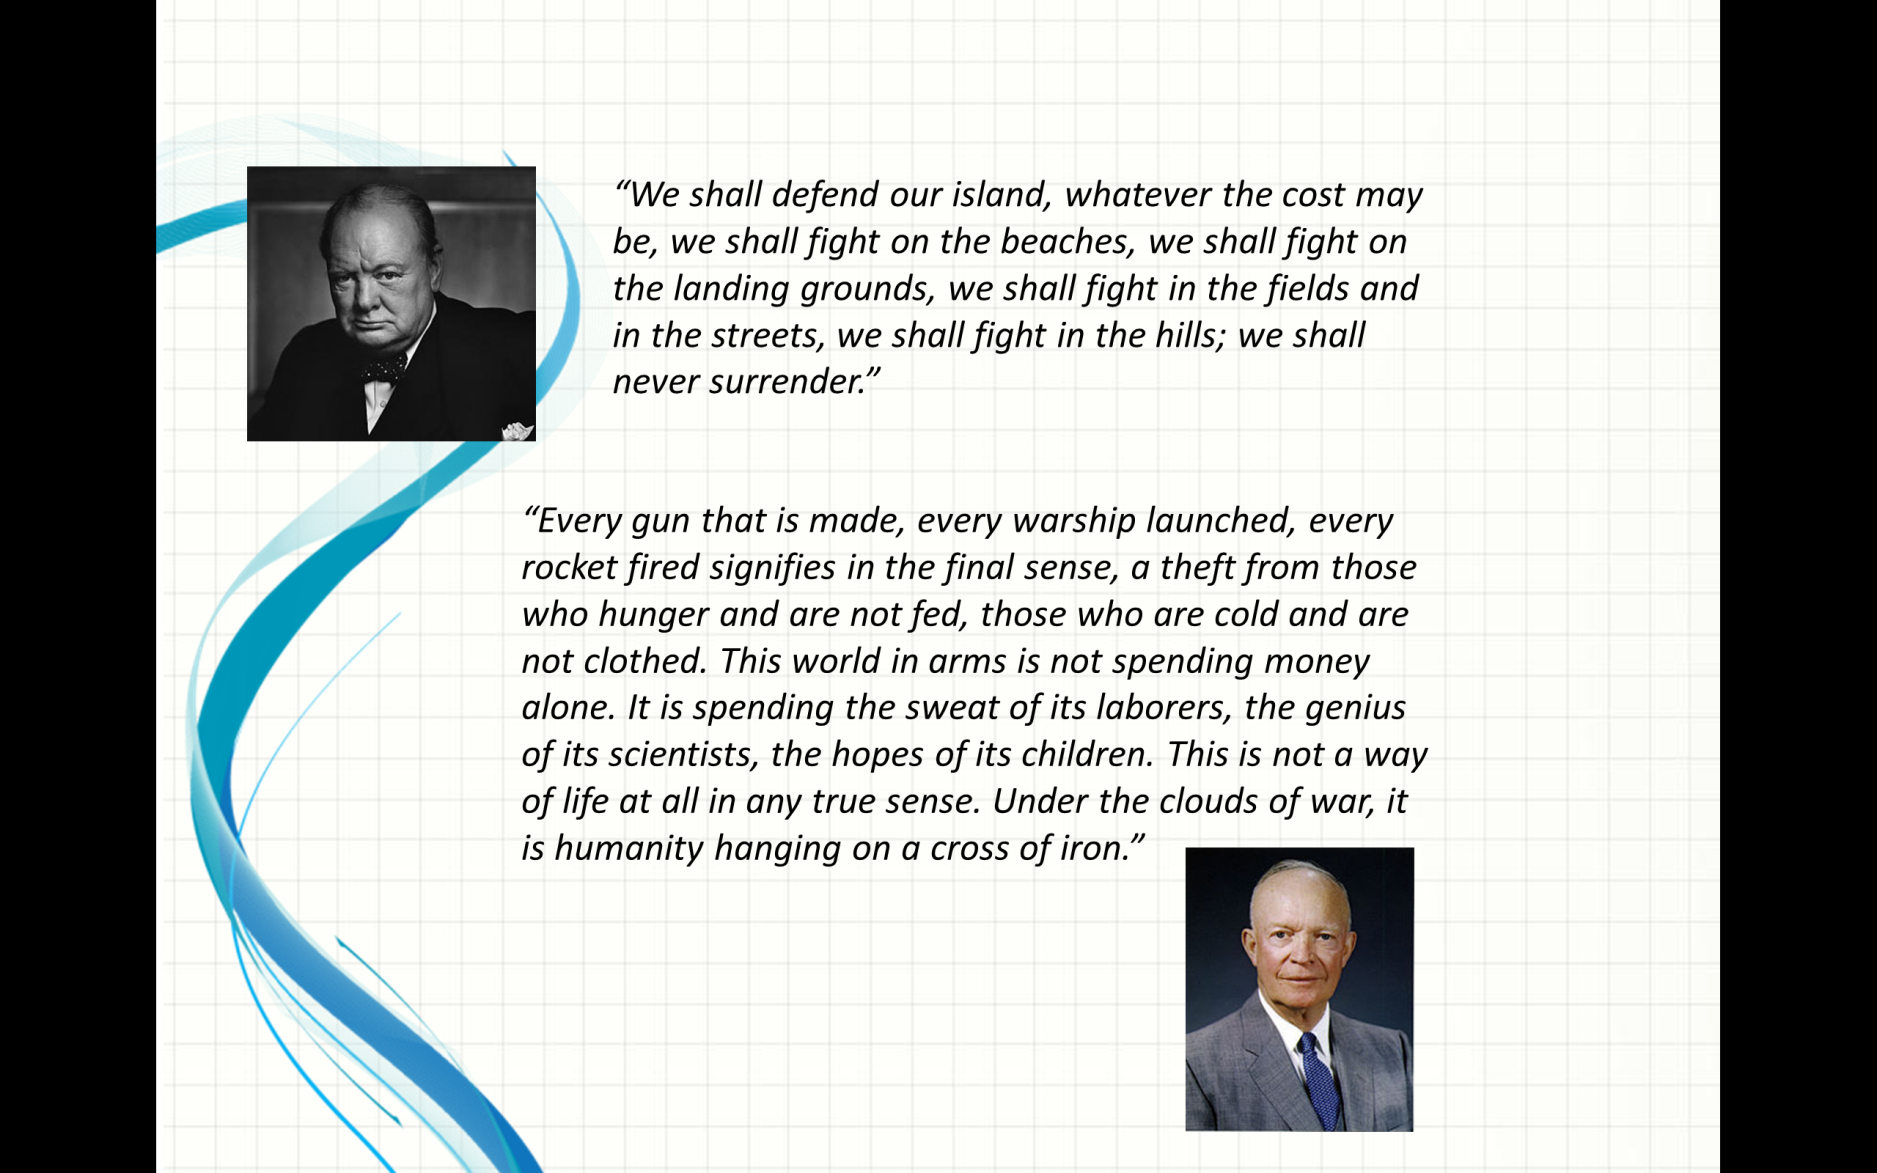 “We shall defend our island, whatever the cost may
be, we shall fight on the beaches, we shall fight on
the landing grounds, we shall fight in the fields and
in the streets, we shall fight in the hills; we shall
never surrender.”
“Every gun that is made, every warship launched, every
rocket fired signifies in the final sense, a theft from those
who hunger and are not fed, those who are cold and are
not clothed. This world in arms is not spending money
alone. It is spending the sweat of its laborers, the genius
of its scientists, the hopes of its children. This is not a way
of life at all in any true sense. Under the clouds of war, it
is humanity hanging on a cross of iron.”